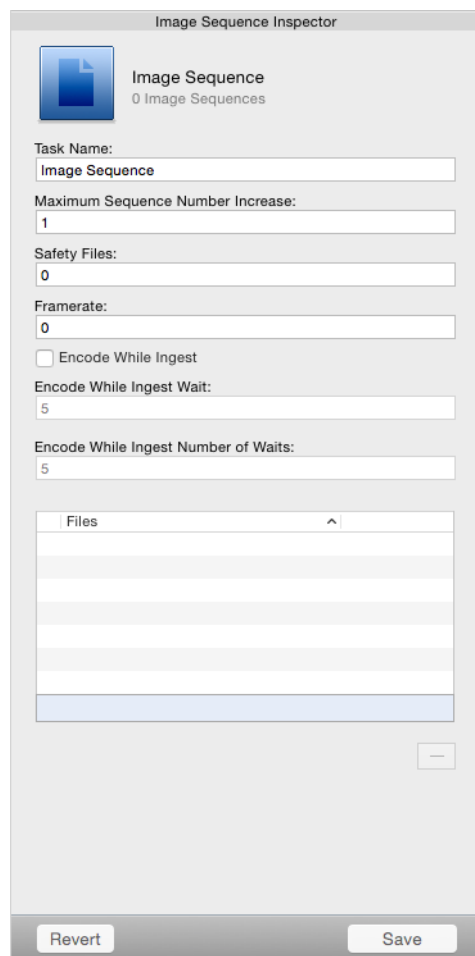 Image Sequence Inspector
Image Sequence
0 Image Sequences
Task Name:
Image Sequence
Maximum Sequence Number Increase:
1
Safety Files:
0
Framerate:
0
Encode While Ingest
Encode While Ingest Wait:
5
Encode While Ingest Number of Waits:
5
Files
Revert Save